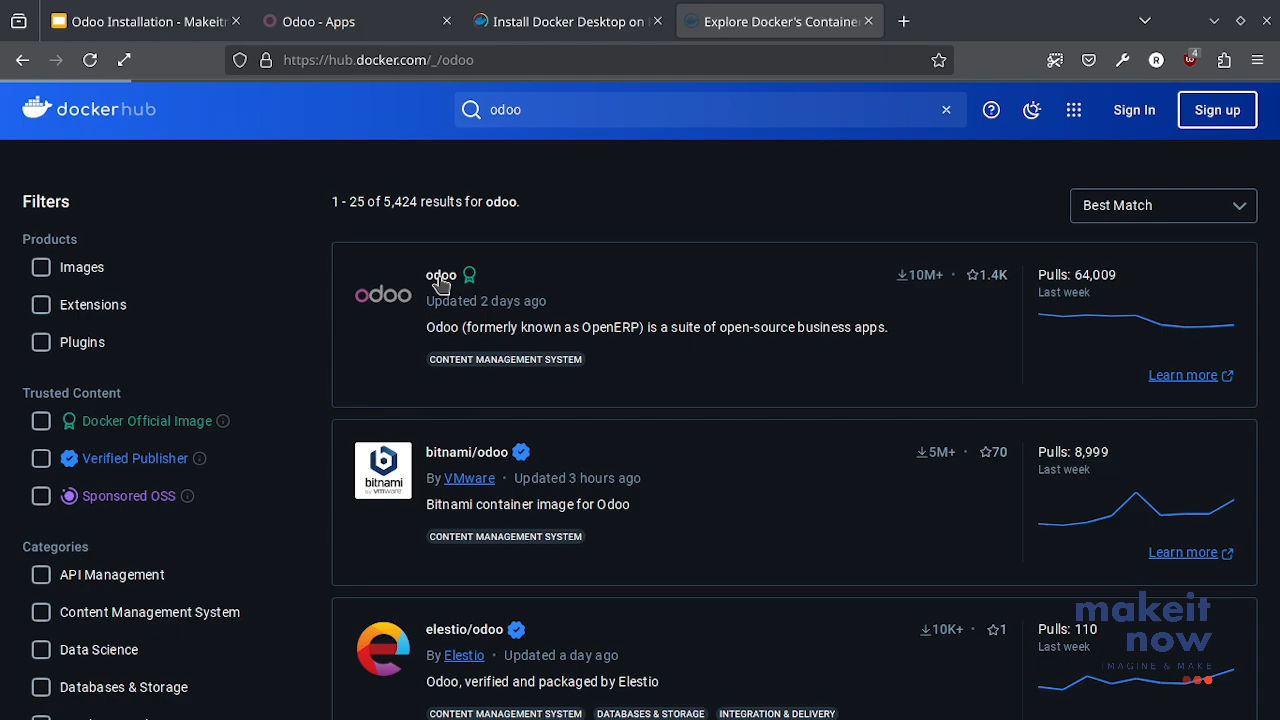 Odoo Installation - Makeitr
Odoo - Apps
Install Docker Desktop on
Explore Docker's Container
https://hub.docker.com/_/odoo
R
4
dockerhub
odoo
Sign In
Sign up
Filters
1 - 25 of 5,424 results for odoo.
Best Match
Products
Images
Extensions
Plugins
Trusted Content
Docker Official Image
Verified Publisher
Sponsored OSS
Categories
API Management
Content Management System
Data Science
Databases & Storage
odoo
odoo
10M+ · 1.4K
Updated 2 days ago
Odoo (formerly known as OpenERP) is a suite of open-source business apps.
CONTENT MANAGEMENT SYSTEM
Pulls: 64,009
Last week
Learn more
bitnami
by vmware
bitnami/odoo
5M+ · 70
By VMware · Updated 3 hours ago
Bitnami container image for Odoo
CONTENT MANAGEMENT SYSTEM
Pulls: 8,999
Last week
Learn more
elestio/odoo
10K+ · 1
By Elestio · Updated a day ago
Odoo, verified and packaged by Elestio
CONTENT MANAGEMENT SYSTEM DATABASES & STORAGE INTEGRATION & DELIVERY
Pulls: 110
Last week
makeit
now
IMAGINE & MAKE